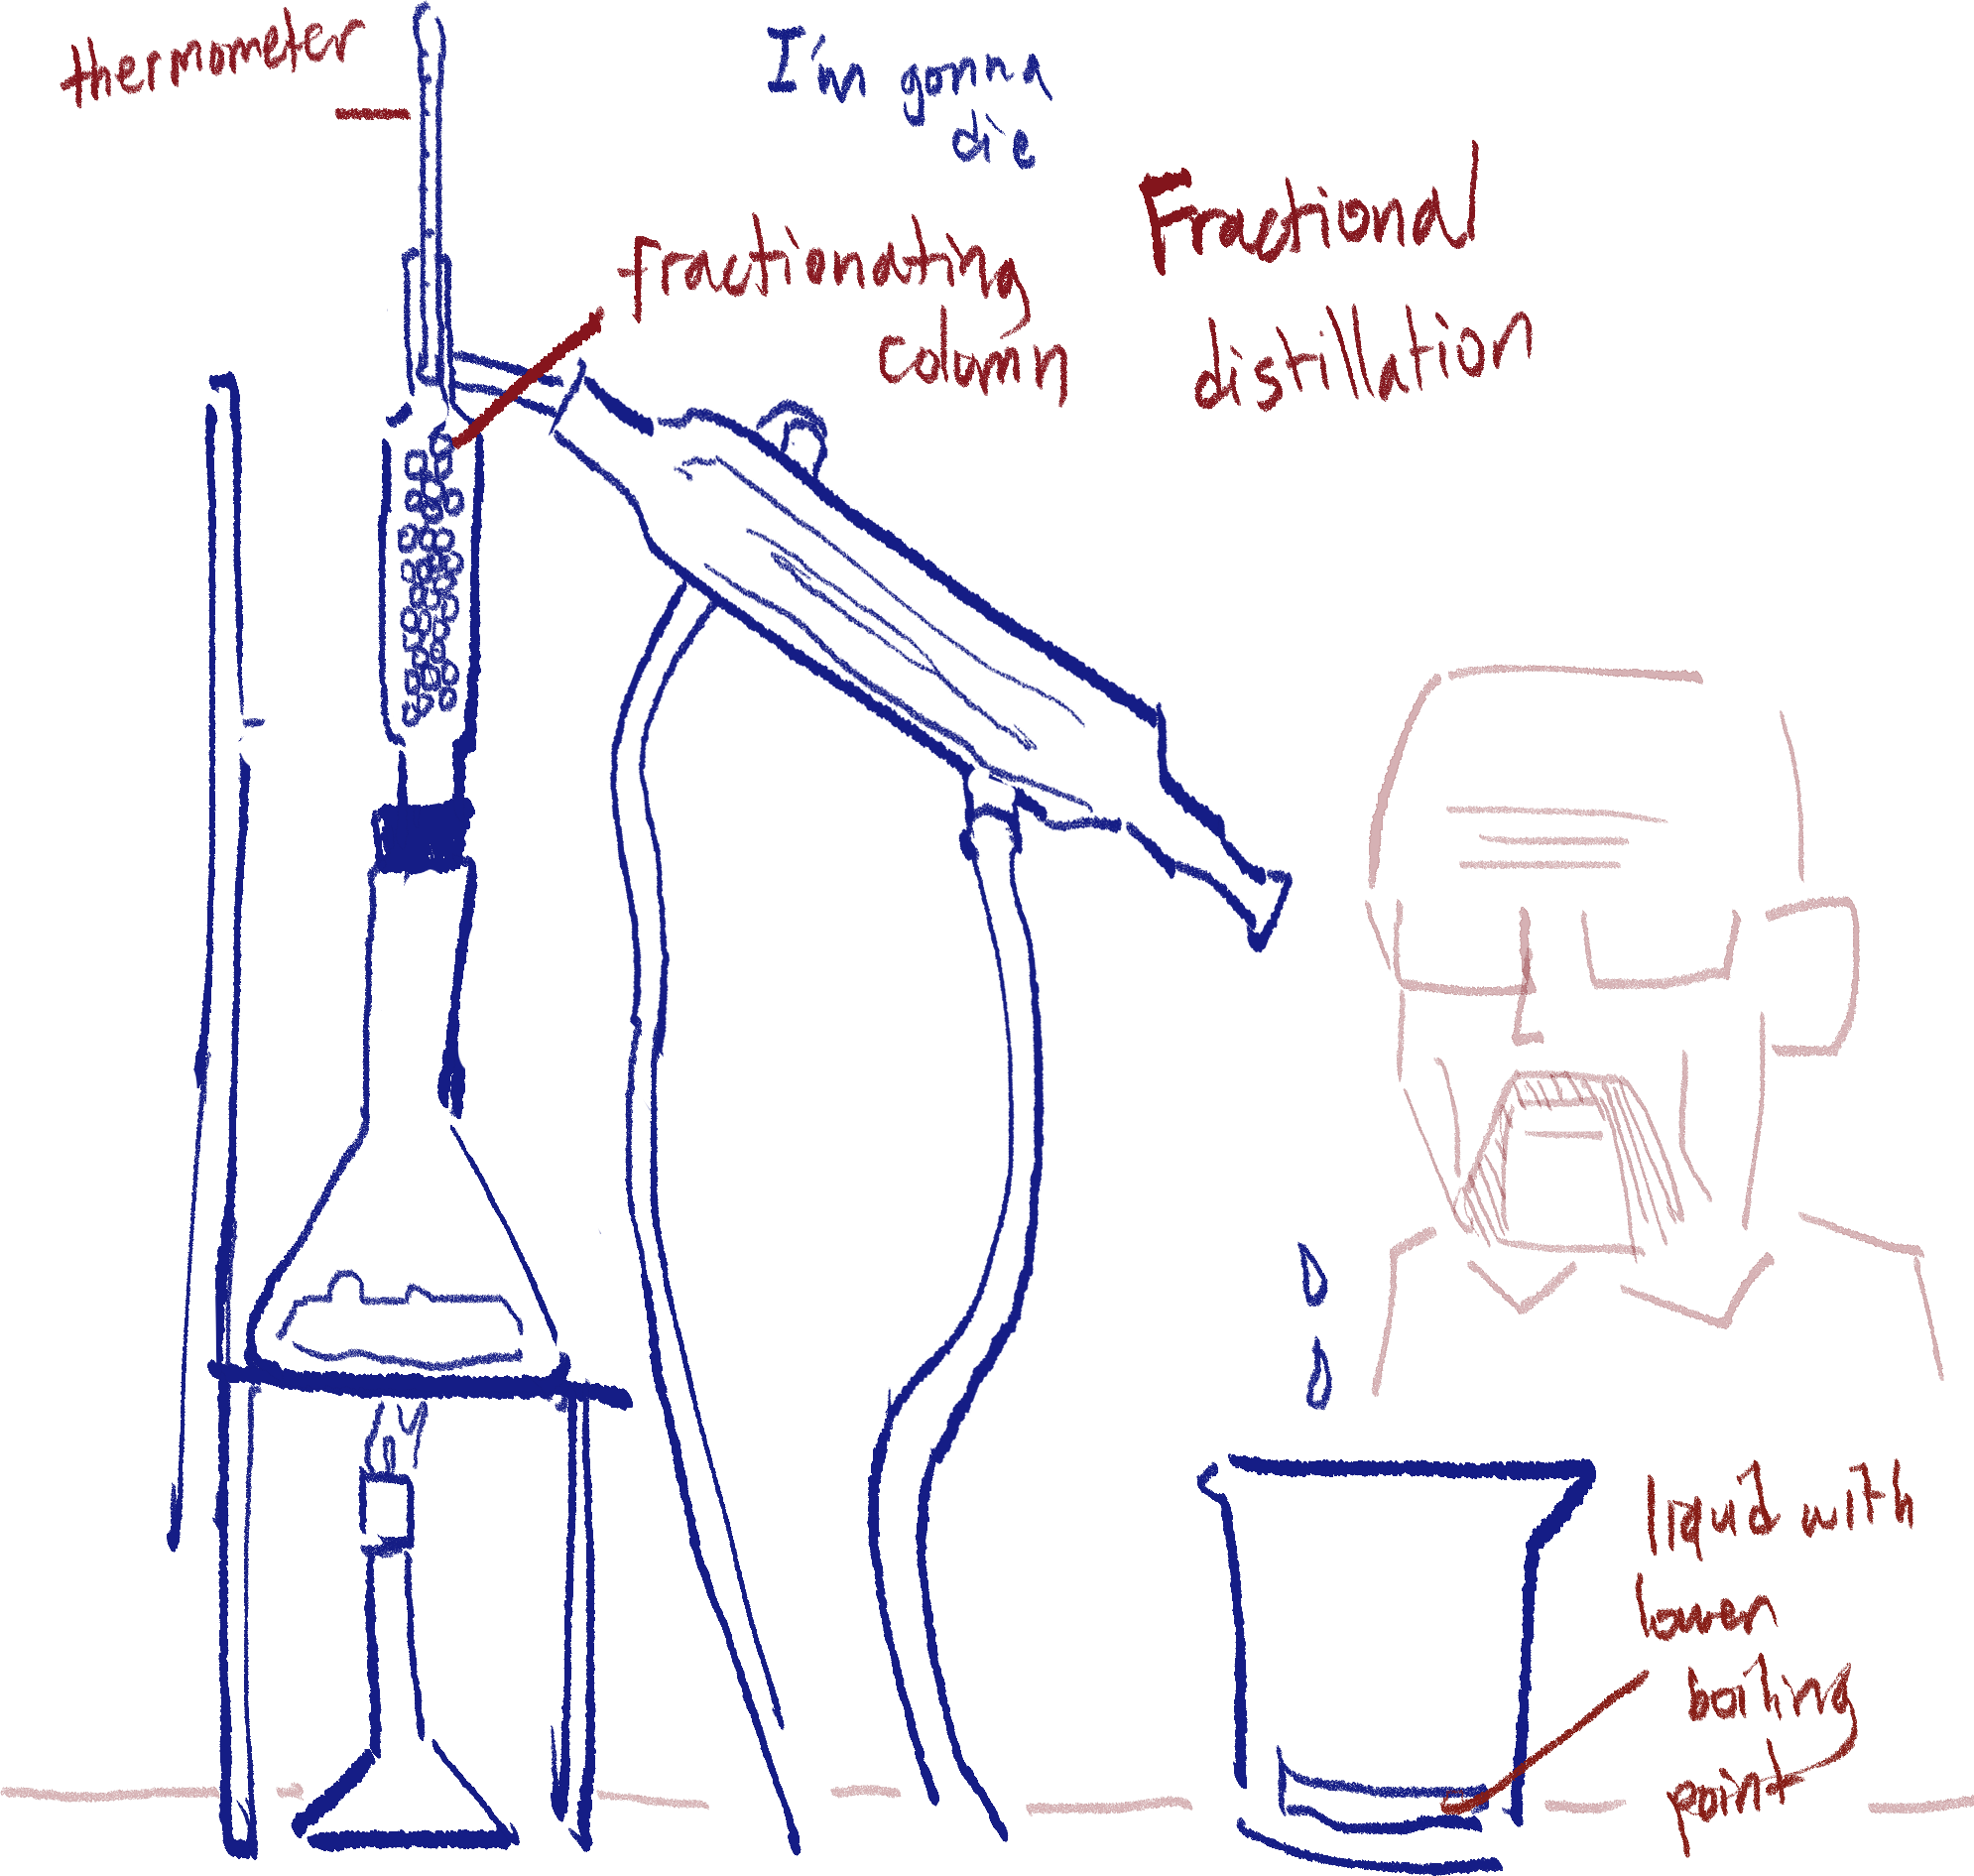 thermometer
I'm gonna
die
Fractional
distillation
fractionating
column
liquid with
lower
boiling
point